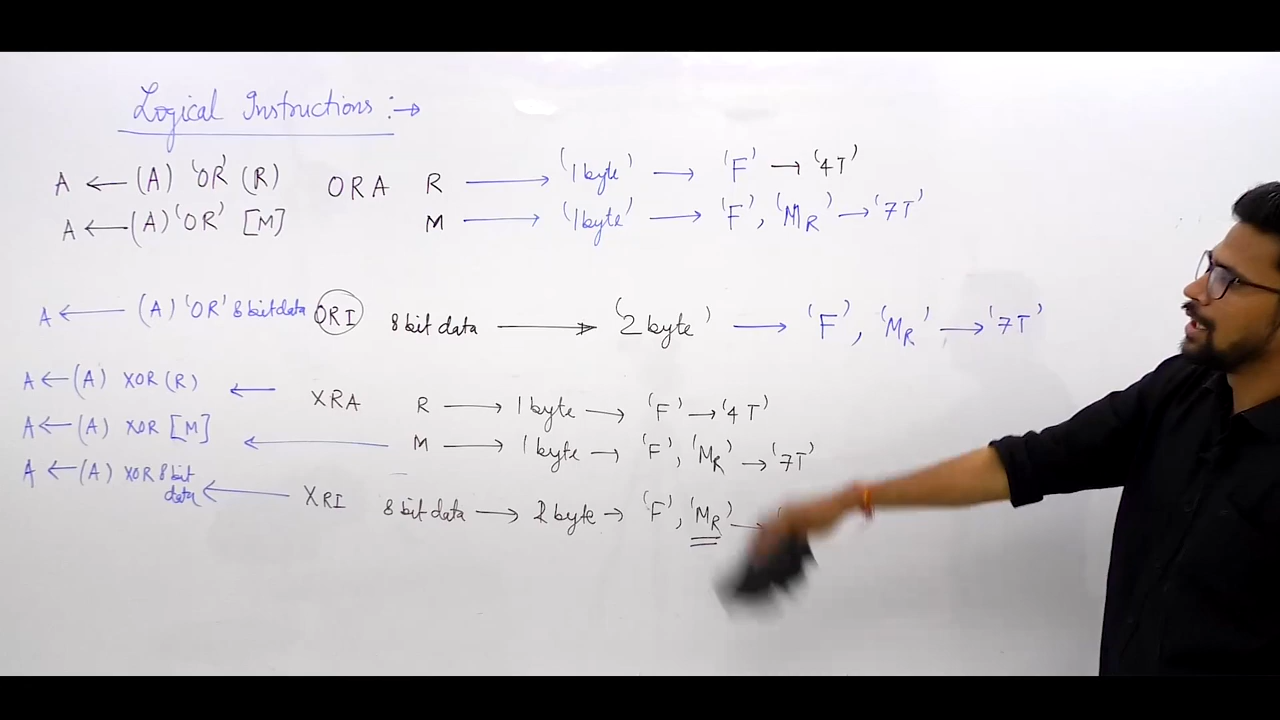 Logical Instructions :→
A ← (A) 'OR' (R) ORA R → '1 byte' → 'F' → '4T'
A ← (A) 'OR' [M] M → '1 byte' → 'F', 'MR' → '7T'
A ← (A) 'OR' 8 bit data ORI 8 bit data → '2 byte' → 'F', 'MR' → '7T'
A ← (A) XOR (R) ← XRA R → 1 byte → 'F' → '4T'
A ← (A) XOR [M] ← M → 1 byte → 'F', 'MR' → '7T'
A ← (A) XOR 8 bit data ← XRI 8 bit data → 2 byte → 'F', 'MR' →